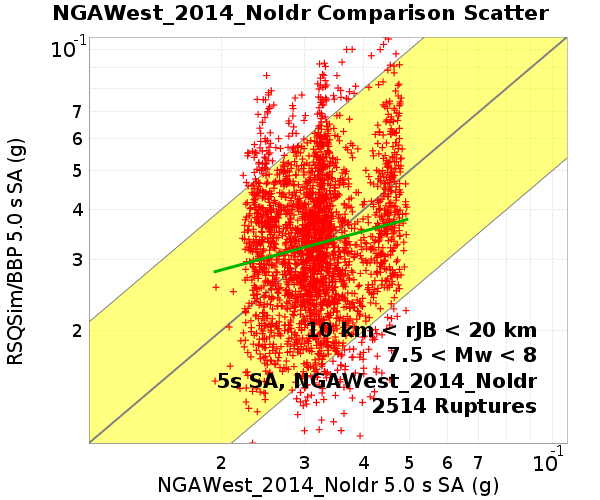 NGAWest_2014_NoIdr Comparison Scatter
10-1
7
6
5
4
3
2
RSQSim/BBP 5.0 s SA (g)
10 km < rJB < 20 km
7.5 < Mw < 8
5s SA, NGAWest_2014_NoIdr
2514 Ruptures
2 3 4 5 6 7 10-1
NGAWest_2014_NoIdr 5.0 s SA (g)